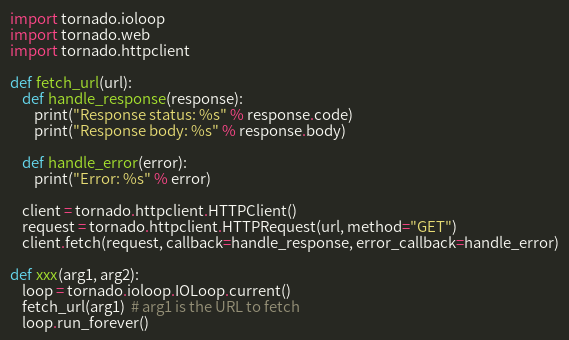 import tornado.ioloop
import tornado.web
import tornado.httpclient

def fetch_url(url):
    def handle_response(response):
        print("Response status: %s" % response.code)
        print("Response body: %s" % response.body)

    def handle_error(error):
        print("Error: %s" % error)

    client = tornado.httpclient.HTTPClient()
    request = tornado.httpclient.HTTPRequest(url, method="GET")
    client.fetch(request, callback=handle_response, error_callback=handle_error)

def xxx(arg1, arg2):
    loop = tornado.ioloop.IOLoop.current()
    fetch_url(arg1)  # arg1 is the URL to fetch
    loop.run_forever()